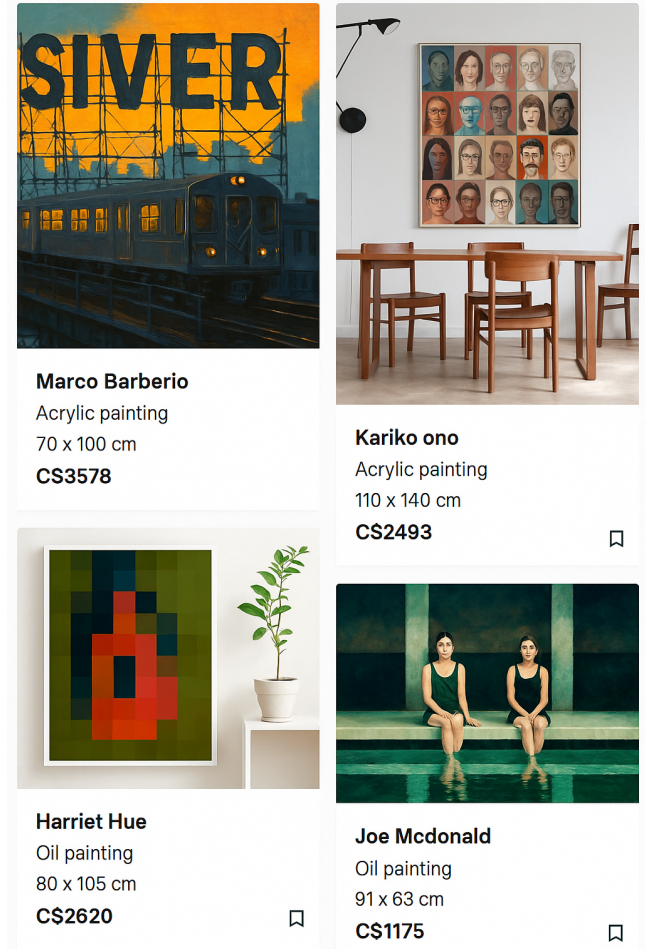 SIVER
Marco Barberio
Acrylic painting
70 x 100 cm
C$3578
Kariko ono
Acrylic painting
110 x 140 cm
C$2493
Harriet Hue
Oil painting
80 x 105 cm
C$2620
Joe Mcdonald
Oil painting
91 x 63 cm
C$1175